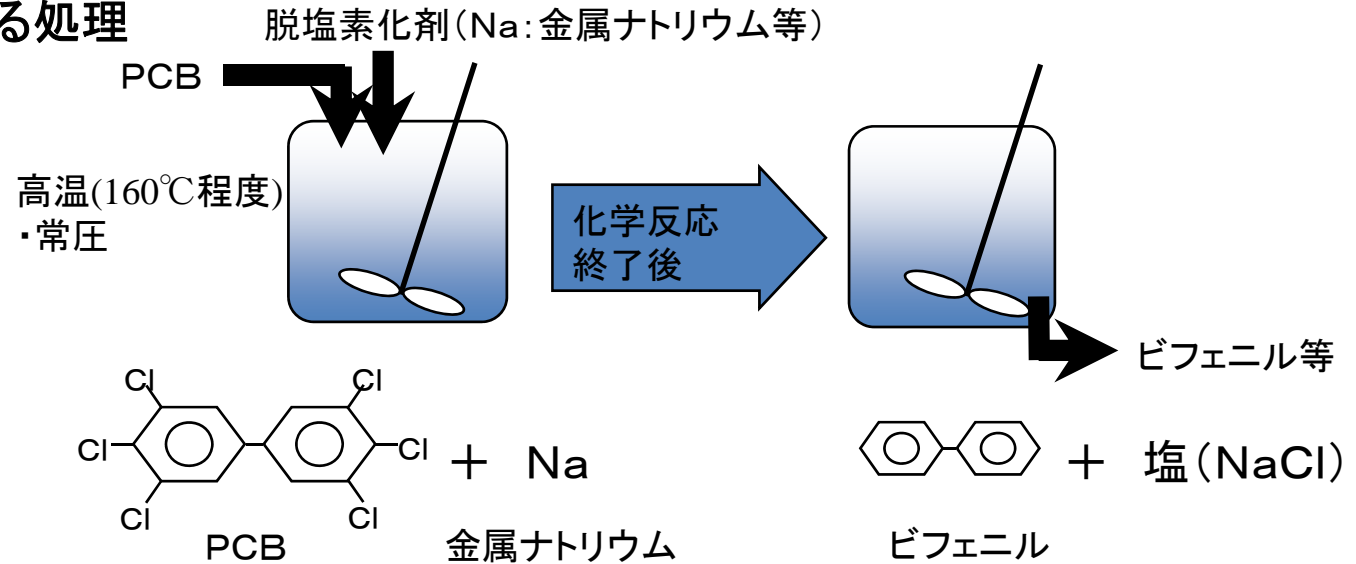 る処理
脱塩素化剤(Na:金属ナトリウム等)
PCB
高温(160℃程度)
・常圧
化学反応
終了後
ビフェニル等
Cl
Cl
Cl
Cl
Cl
Cl
+ Na
+ 塩(NaCl)
PCB
金属ナトリウム
ビフェニル